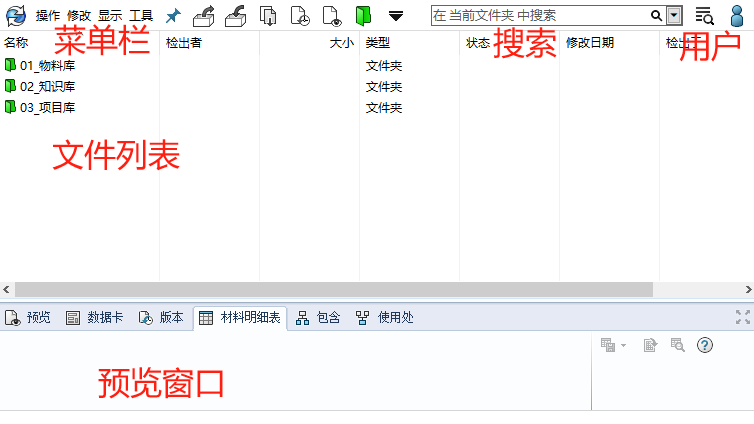 操作 修改 显示 工具 在 当前文件夹 中搜索
菜单栏 搜索 用户
名称 检出者 大小 类型 状态 修改日期 检出于
01_物料库 文件夹
02_知识库 文件夹
03_项目库 文件夹
文件列表
预览 数据卡 版本 材料明细表 包含 使用处
预览窗口